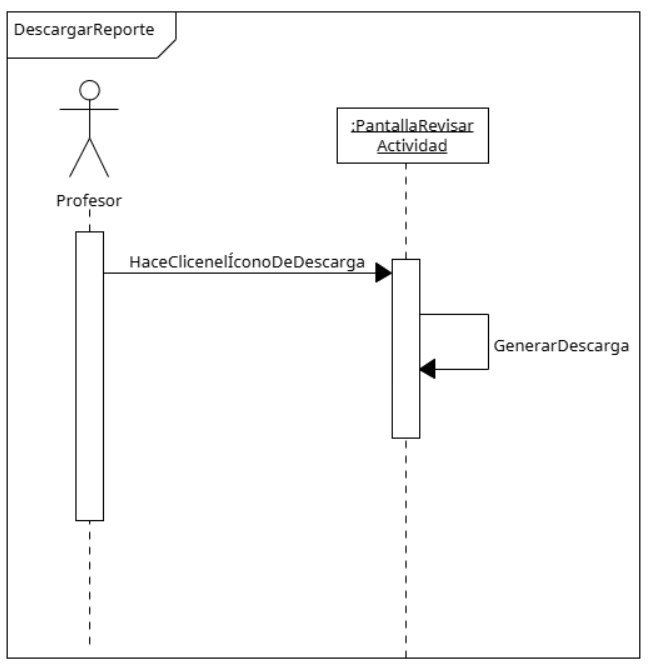 DescargarReporte
:PantallaRevisar
Actividad
Profesor
HaceClicenelÍconoDeDescarga
GenerarDescarga